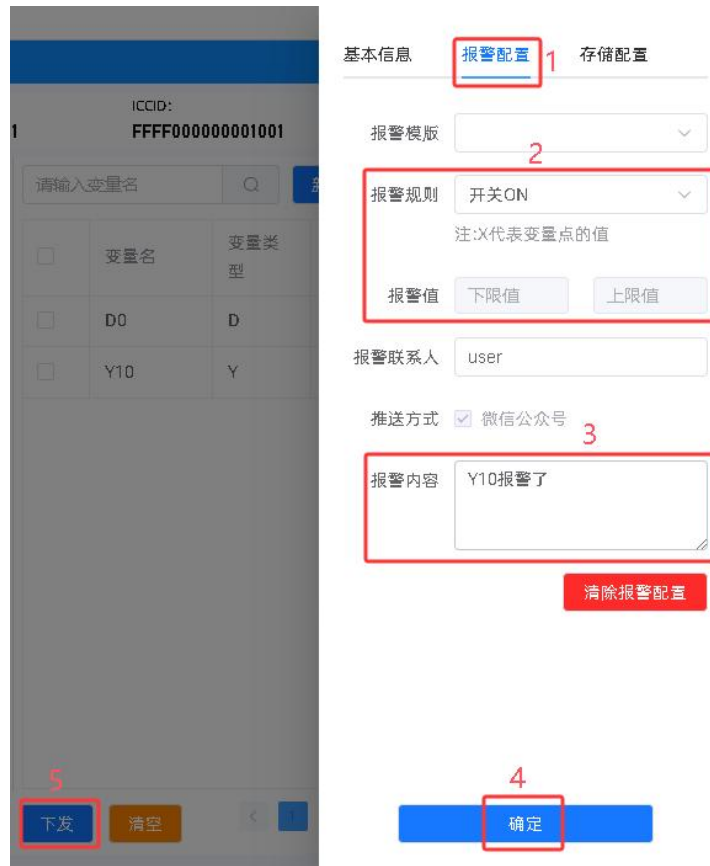 基本信息 报警配置 1 存储配置
ICCID:
1 FFFF000000001001
报警模版
2
请输入变量名
报警规则 开关ON
注:X代表变量点的值
变量名 变量类型
报警值 下限值 上限值
D0 D
报警联系人 user
Y10 Y
推送方式 微信公众号
3
报警内容 Y10报警了
清除报警配置
5 4
下发 清空 < 1
确定